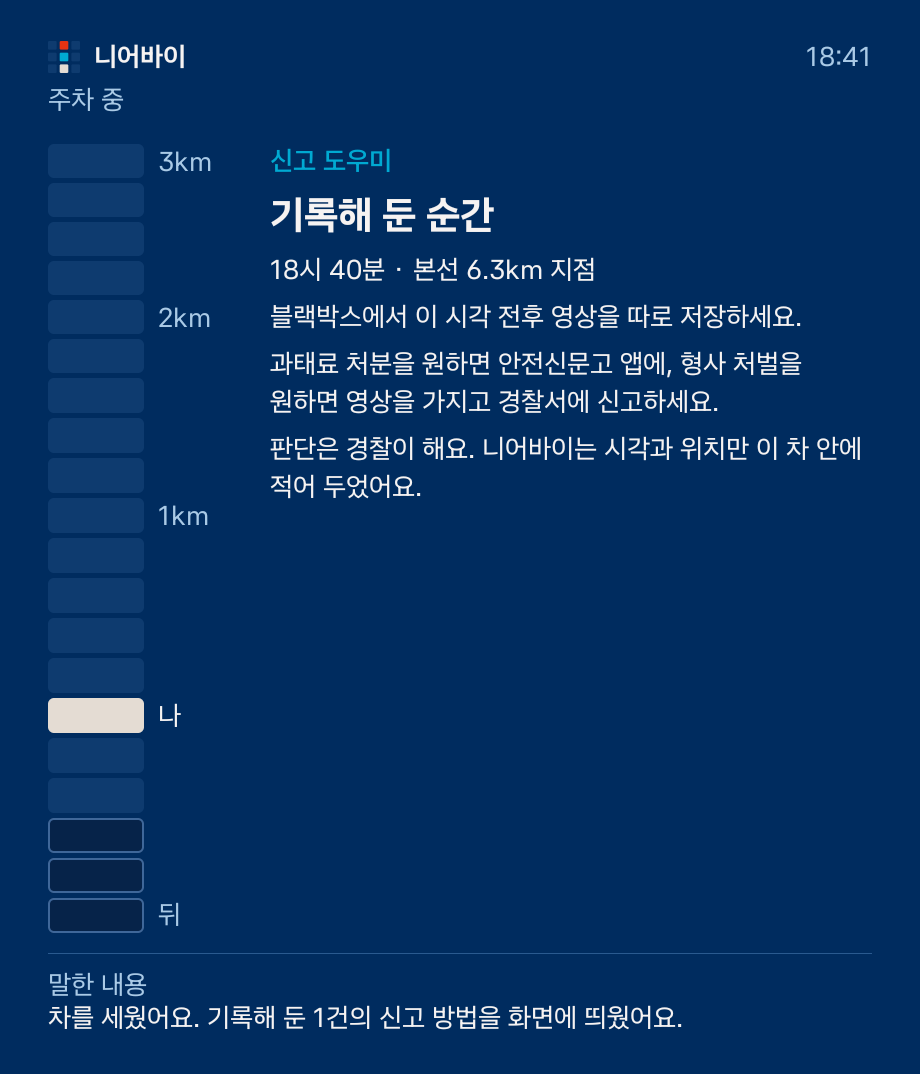 니어바이
18:41
주차 중
3km
2km
1km
나
뒤
신고 도우미
기록해 둔 순간
18시 40분 · 본선 6.3km 지점
블랙박스에서 이 시각 전후 영상을 따로 저장하세요.
과태료 처분을 원하면 안전신문고 앱에, 형사 처벌을
원하면 영상을 가지고 경찰서에 신고하세요.
판단은 경찰이 해요. 니어바이는 시각과 위치만 이 차 안에
적어 두었어요.
말한 내용
차를 세웠어요. 기록해 둔 1건의 신고 방법을 화면에 띄웠어요.